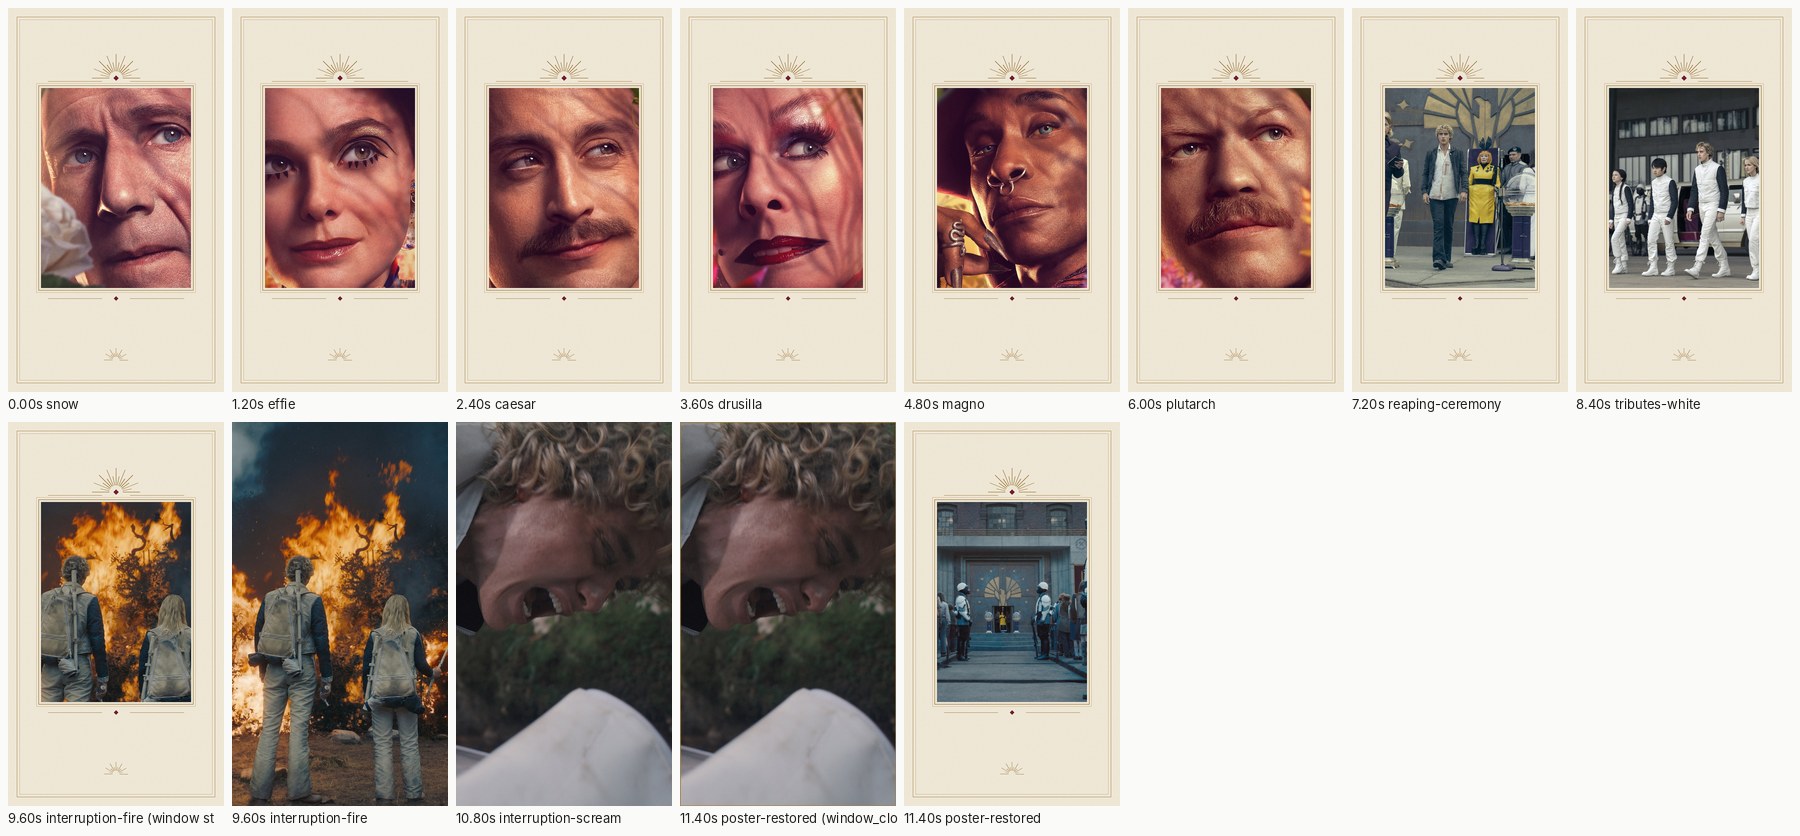 0.00s snow
1.20s effie
2.40s caesar
3.60s drusilla
4.80s magno
6.00s plutarch
7.20s reaping-ceremony
8.40s tributes-white
9.60s interruption-fire (window st
9.60s interruption-fire
10.80s interruption-scream
11.40s poster-restored (window_clo
11.40s poster-restored